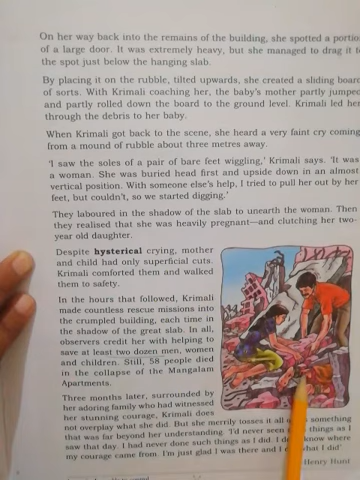 On her way back into the remains of the building, she spotted a portion
of a large door. It was extremely heavy, but she managed to drag it
the spot just below the hanging slab.
By placing it on the rubble, tilted upwards, she created a sliding board
of sorts. With Krimali coaching her, the baby's mother partly jumped
and partly rolled down the board to the ground level. Krimali led her
through the debris to her baby.
When Krimali got back to the scene, she heard a very faint cry coming
from a mound of rubble about three metres away.
'I saw the soles of a pair of bare feet wiggling,' Krimali says. 'It was
a woman. She was buried head first and upside down in an almost
vertical position. With someone else's help, I tried to pull her out by her
feet, but couldn't, so we started digging.'
They laboured in the shadow of the slab to unearth the woman. Then
they realised that she was heavily pregnant—and clutching her two-
year old daughter.
Despite hysterical crying, mother
and child had only superficial cuts.
Krimali comforted them and walked
them to safety.
In the hours that followed, Krimali
made countless rescue missions into
the crumpled building, each time in
the shadow of the great slab. In all,
observers credit her with helping to
save at least two dozen men, women
and children. Still, 58 people died
in the collapse of the Mangalam
Apartments.
Three months later, surrounded by
her adoring family who had witnessed
her stunning courage, Krimali does
not overplay what she did. But she merrily tosses it all something
that was far beyond her understanding. 'I'd never seen things as I
saw that day. I had never done such things as I did. I know where
my courage came from. I'm just glad I was there and I what I did'
Henry Hunt